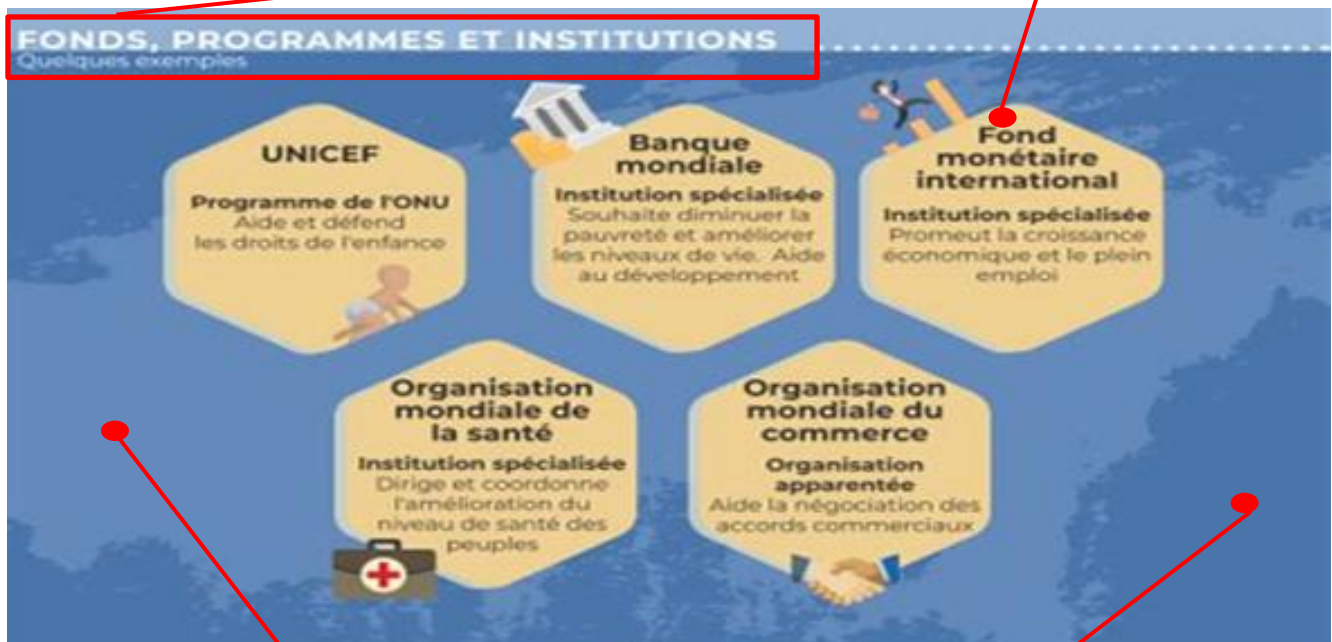 FONDS, PROGRAMMES ET INSTITUTIONS
Quelques exemples
UNICEF
Programme de l'ONU
Aide et défend
les droits de l'enfance
Banque
mondiale
Institution spécialisée
Souhaite diminuer la
pauvreté et améliorer
les niveaux de vie. Aide
au développement
Fond
monétaire
international
Institution spécialisée
Promeut la croissance
économique et le plein
emploi
Organisation
mondiale de
la santé
Institution spécialisée
Dirige et coordonne
l'amélioration du
niveau de santé des
peuples
Organisation
mondiale du
commerce
Organisation
apparentée
Aide la négociation des
accords commerciaux